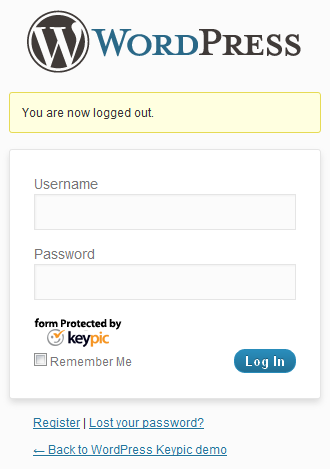 WORDPRESS
You are now logged out.
Username
Password
form Protected by
keypic
Remember Me
Log In
Register | Lost your password?
← Back to WordPress Keypic demo